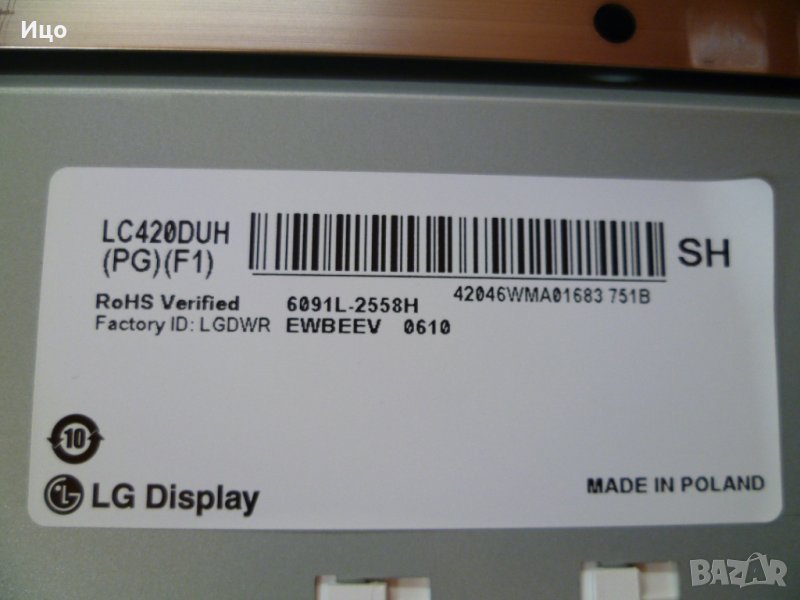 Ицо
LC420DUH
(PG)(F1)
SH
42046WMA01683 751B
RoHS Verified 6091L-2558H
Factory ID: LGDWR EWBEEV 0610
10
LG Display
MADE IN POLAND
BAZAR